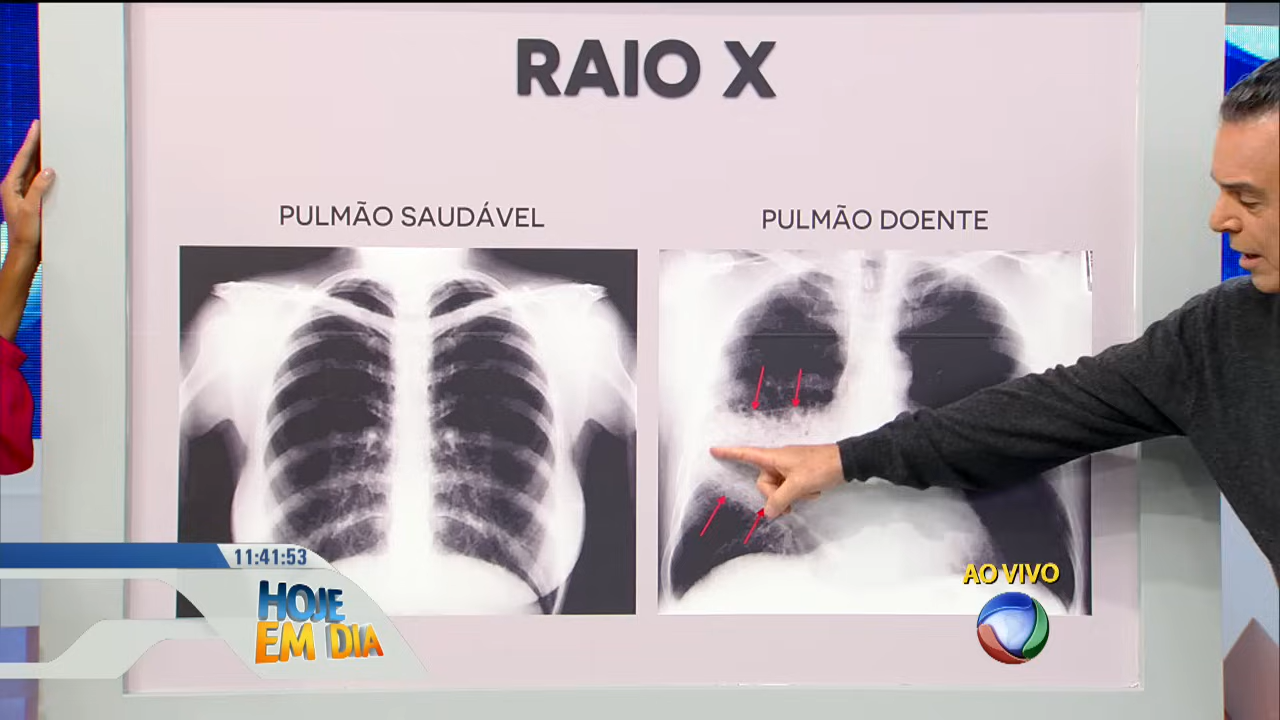 RAIO X
PULMÃO SAUDÁVEL
PULMÃO DOENTE
11:41:53
HOJE
EM DIA
AO VIVO